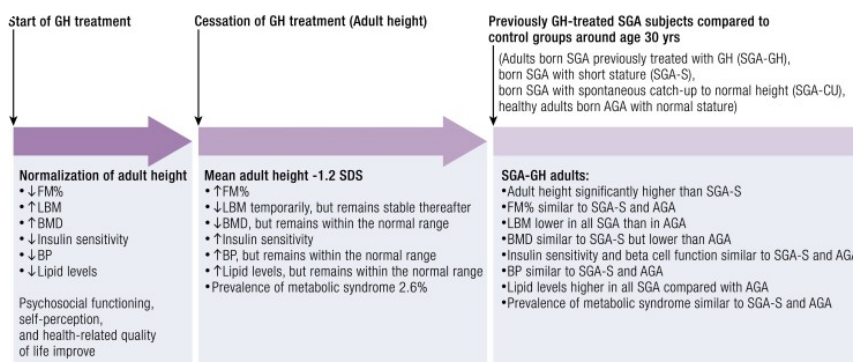 Start of GH treatment
Cessation of GH treatment (Adult height)
Previously GH-treated SGA subjects compared to
control groups around age 30 yrs
(Adults born SGA previously treated with GH (SGA-GH),
born SGA with short stature (SGA-S),
born SGA with spontaneous catch-up to normal height (SGA-CU),
healthy adults born AGA with normal stature)
Normalization of adult height
• ↓FM%
• ↑LBM
• ↑BMD
• ↓Insulin sensitivity
• ↓BP
• ↓Lipid levels
Psychosocial functioning,
self-perception,
and health-related quality
of life improve
Mean adult height -1.2 SDS
• ↑FM%
• ↓LBM temporarily, but remains stable thereafter
• ↓BMD, but remains within the normal range
• ↑Insulin sensitivity
• ↑BP, but remains within the normal range
• ↑Lipid levels, but remains within the normal range
• Prevalence of metabolic syndrome 2.6%
SGA-GH adults:
•Adult height significantly higher than SGA-S
•FM% similar to SGA-S and AGA
•LBM lower in all SGA than in AGA
•BMD similar to SGA-S but lower than AGA
•Insulin sensitivity and beta cell function similar to SGA-S and AGA
•BP similar to SGA-S and AGA
•Lipid levels higher in all SGA compared with AGA
•Prevalence of metabolic syndrome similar to SGA-S and AGA